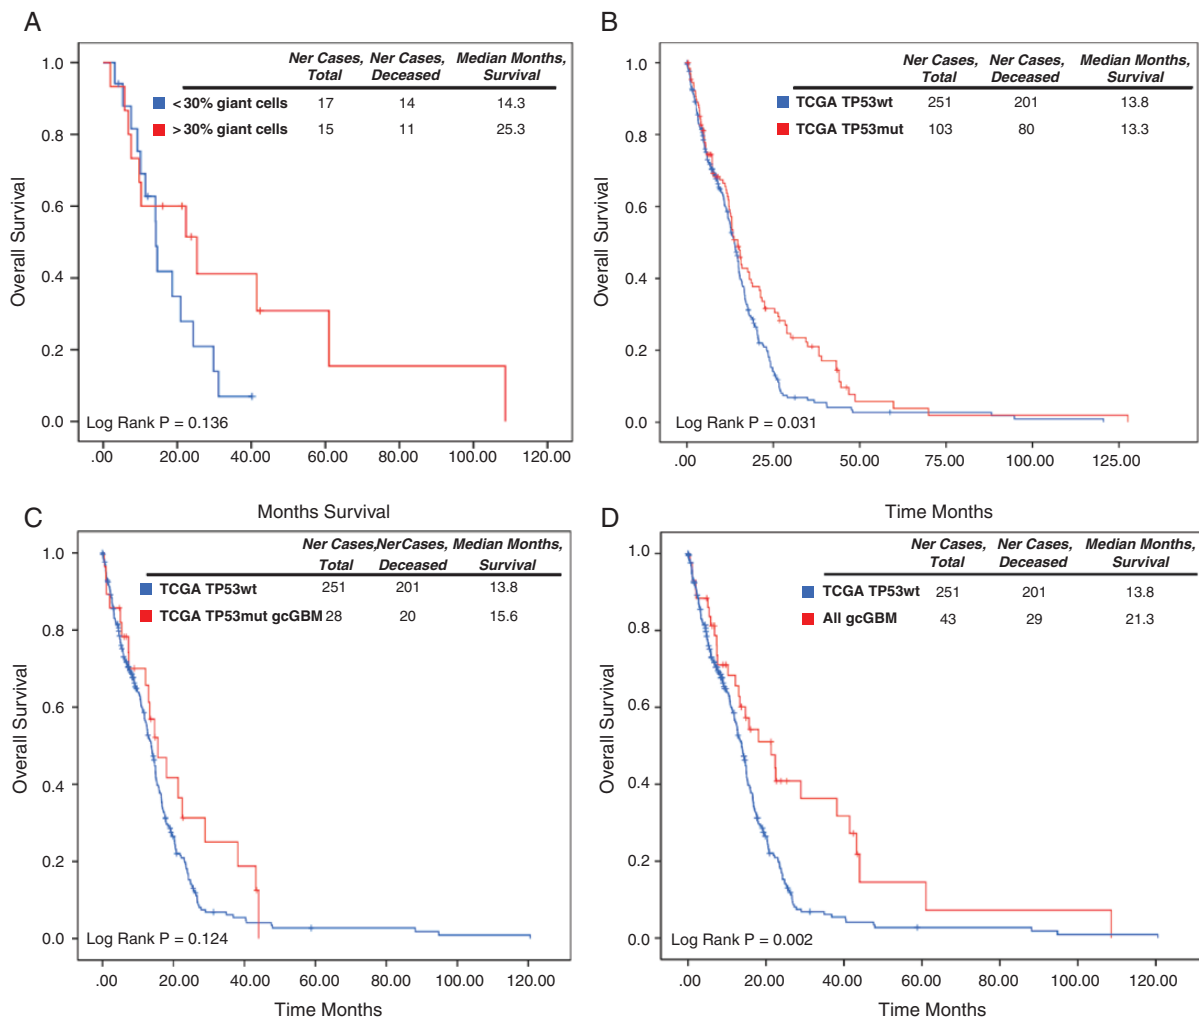 A
Ner Cases, Ner Cases, Median Months,
Total Deceased Survival
< 30% giant cells 17 14 14.3
> 30% giant cells 15 11 25.3
Overall Survival
1.0
0.8
0.6
0.4
0.2
0.0
Log Rank P = 0.136
.00 20.00 40.00 60.00 80.00 100.00 120.00
Months Survival
B
Ner Cases, Ner Cases, Median Months,
Total Deceased Survival
TCGA TP53wt 251 201 13.8
TCGA TP53mut 103 80 13.3
Overall Survival
1.0
0.8
0.6
0.4
0.2
0.0
Log Rank P = 0.031
.00 25.00 50.00 75.00 100.00 125.00
Time Months
C
Ner Cases, NerCases, Median Months,
Total Deceased Survival
TCGA TP53wt 251 201 13.8
TCGA TP53mut gcGBM 28 20 15.6
Overall Survival
1.0
0.8
0.6
0.4
0.2
0.0
Log Rank P = 0.124
.00 20.00 40.00 60.00 80.00 100.00 120.00
Time Months
D
Ner Cases, Ner Cases, Median Months,
Total Deceased Survival
TCGA TP53wt 251 201 13.8
All gcGBM 43 29 21.3
Overall Survival
1.0
0.8
0.6
0.4
0.2
0.0
Log Rank P = 0.002
.00 20.00 40.00 60.00 80.00 100.00 120.00
Time Months